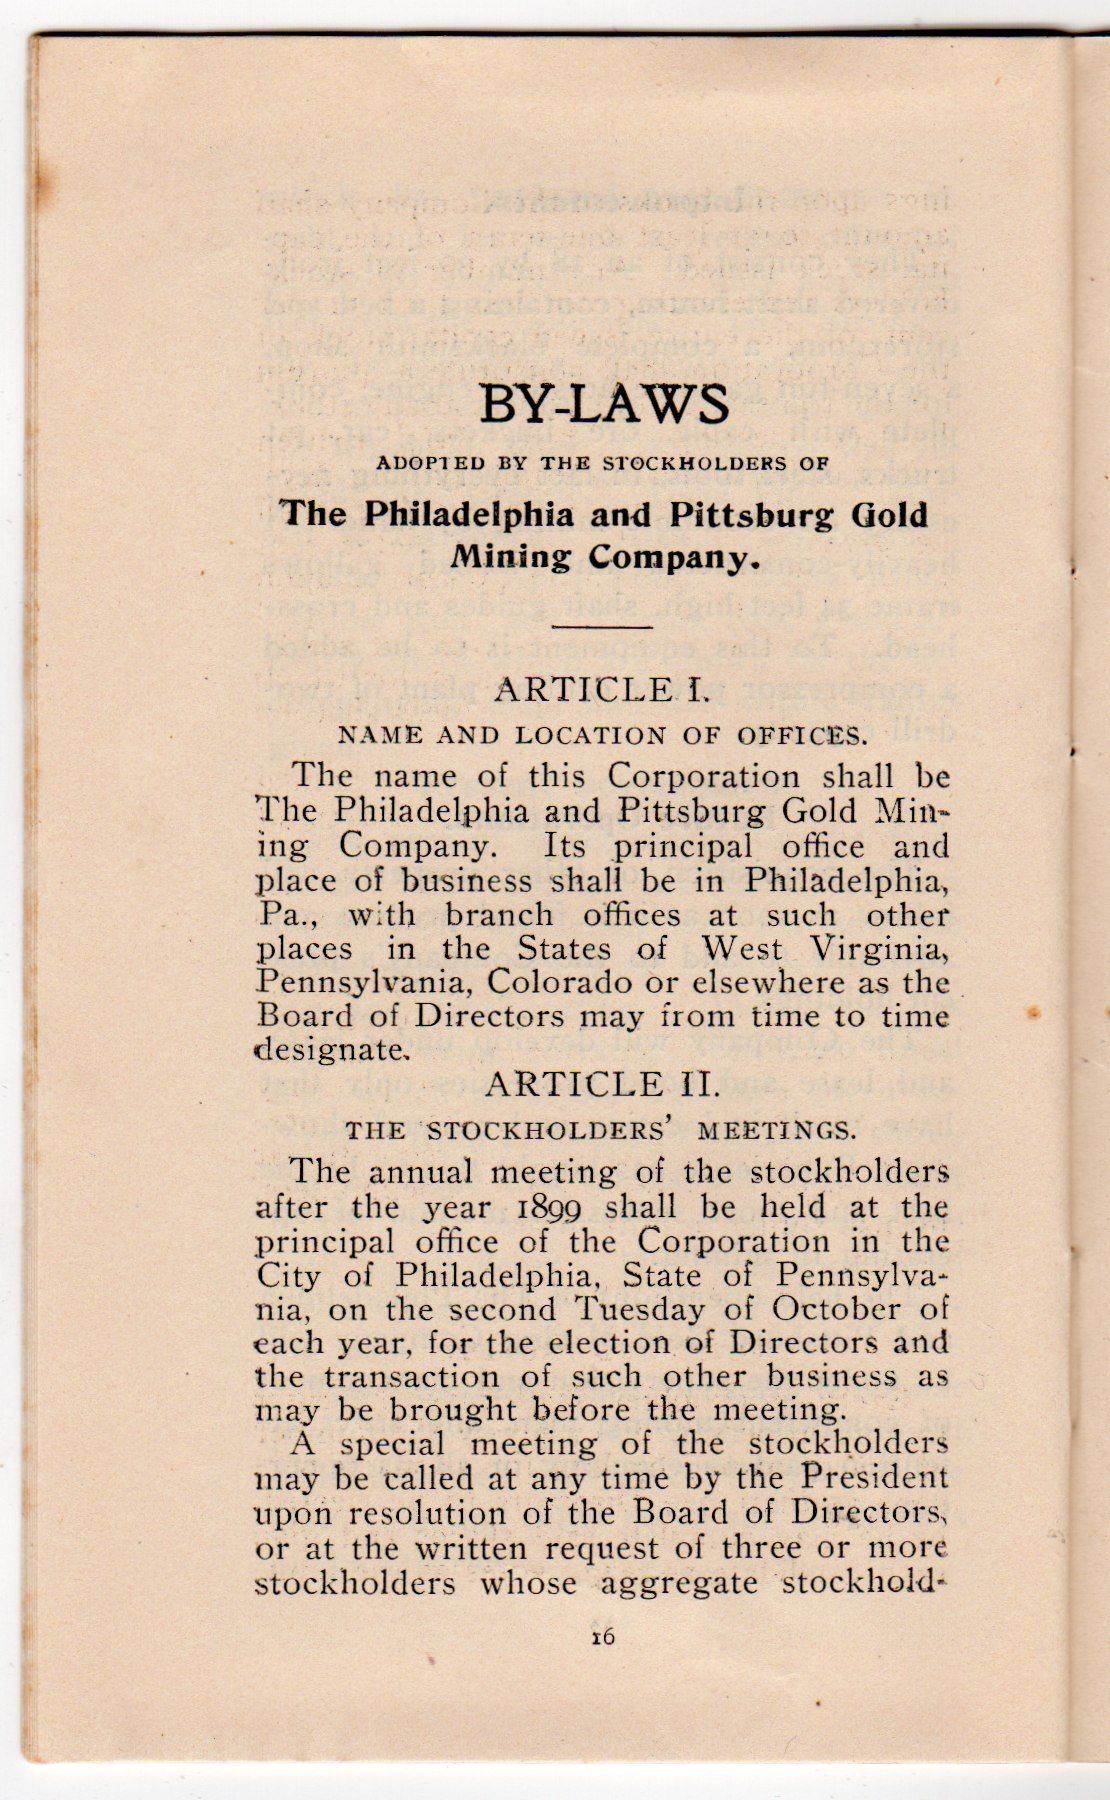 BY-LAWS
ADOPTED BY THE STOCKHOLDERS OF
The Philadelphia and Pittsburg Gold
Mining Company.
ARTICLE I.
NAME AND LOCATION OF OFFICES.
The name of this Corporation shall be
The Philadelphia and Pittsburg Gold Min-
ing Company. Its principal office and
place of business shall be in Philadelphia,
Pa., with branch offices at such other
places in the States of West Virginia,
Pennsylvania, Colorado or elsewhere as the
Board of Directors may from time to time
designate.
ARTICLE II.
THE STOCKHOLDERS' MEETINGS.
The annual meeting of the stockholders
after the year 1899 shall be held at the
principal office of the Corporation in the
City of Philadelphia, State of Pennsylva-
nia, on the second Tuesday of October of
each year, for the election of Directors and
the transaction of such other business as
may be brought before the meeting.
A special meeting of the stockholders
may be called at any time by the President
upon resolution of the Board of Directors,
or at the written request of three or more
stockholders whose aggregate stockhold-
16